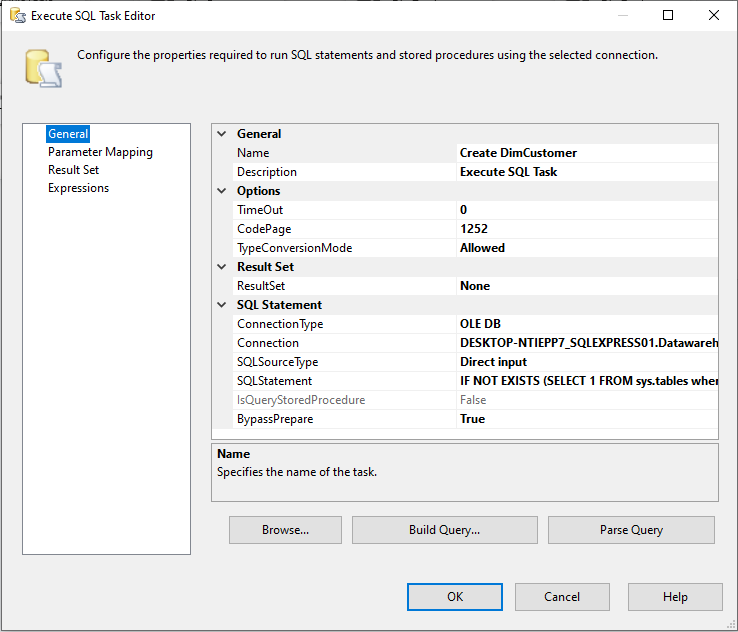 Execute SQL Task Editor
Configure the properties required to run SQL statements and stored procedures using the selected connection.
General
Parameter Mapping
Result Set
Expressions
General
Name Create DimCustomer
Description Execute SQL Task
Options
TimeOut 0
CodePage 1252
TypeConversionMode Allowed
Result Set
ResultSet None
SQL Statement
ConnectionType OLE DB
Connection DESKTOP-NTIEPP7_SQLEXPRESS01.Datawareh
SQLSourceType Direct input
SQLStatement IF NOT EXISTS (SELECT 1 FROM sys.tables wher
IsQueryStoredProcedure False
BypassPrepare True
Name
Specifies the name of the task.
Browse... Build Query... Parse Query
OK Cancel Help